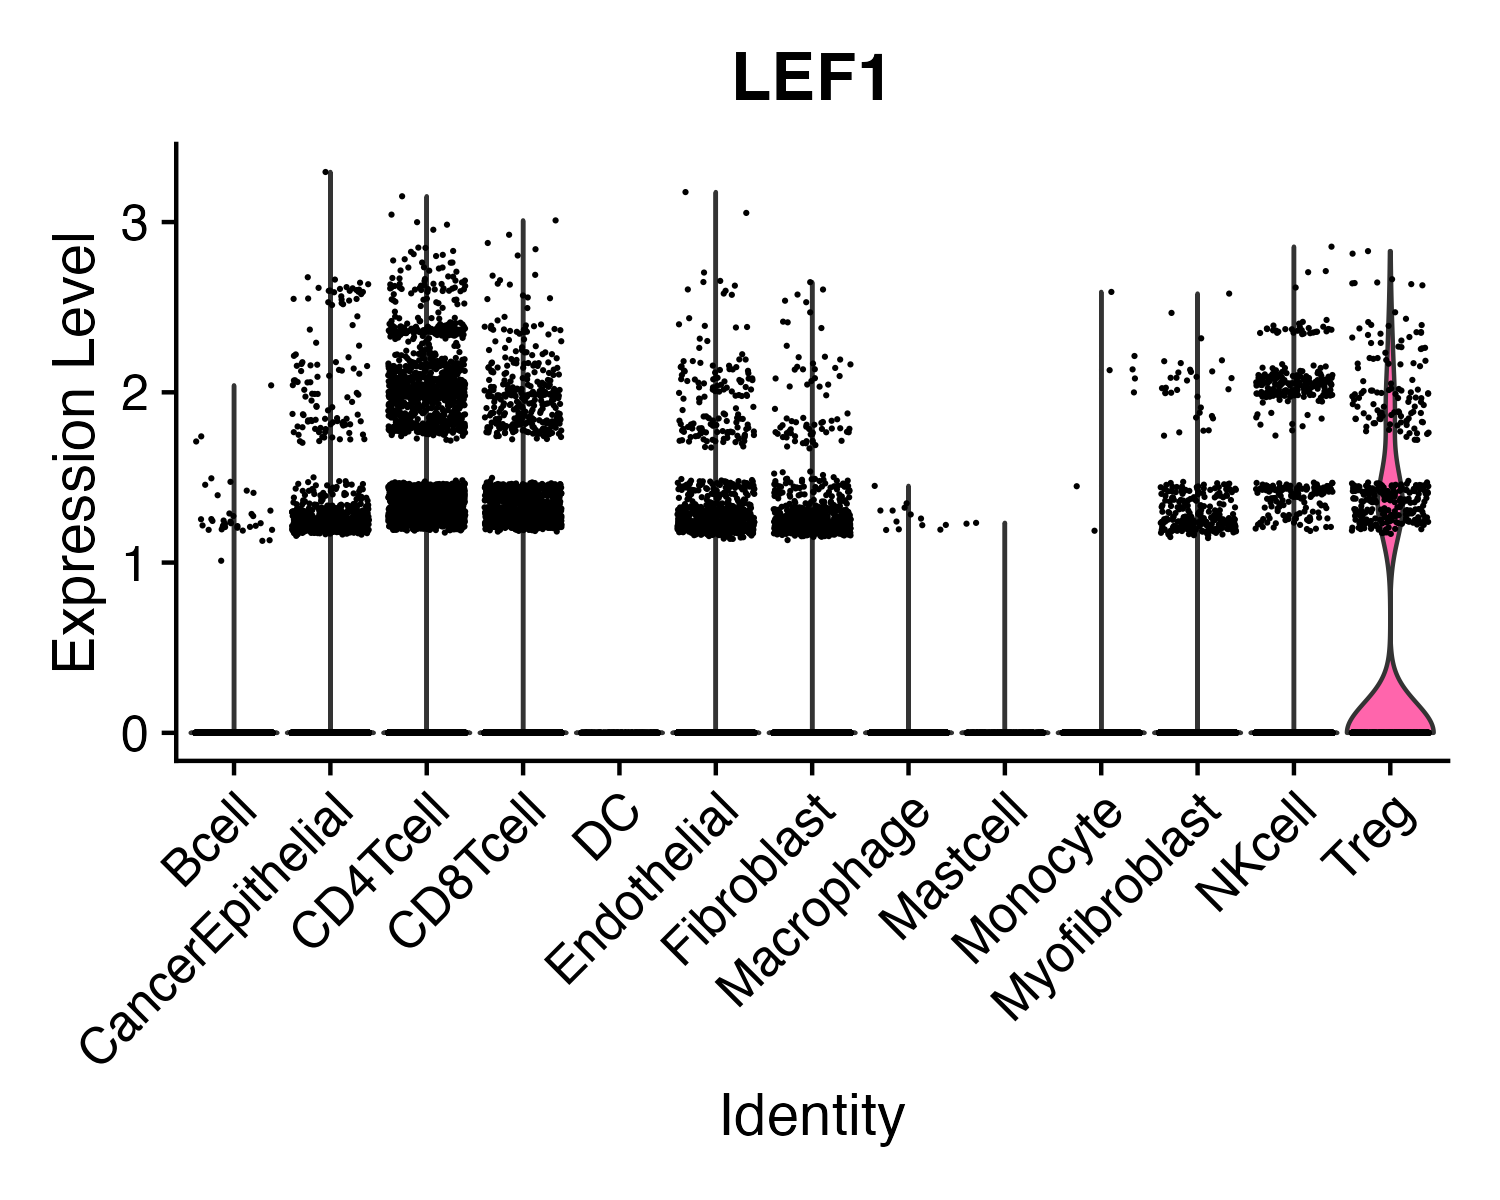 LEF1
Expression Level
3
2
1
0
Bcell
CancerEpithelial
CD4Tcell
CD8Tcell
DC
Endothelial
Fibroblast
Macrophage
Mastcell
Monocyte
Myofibroblast
NKcell
Treg
Identity